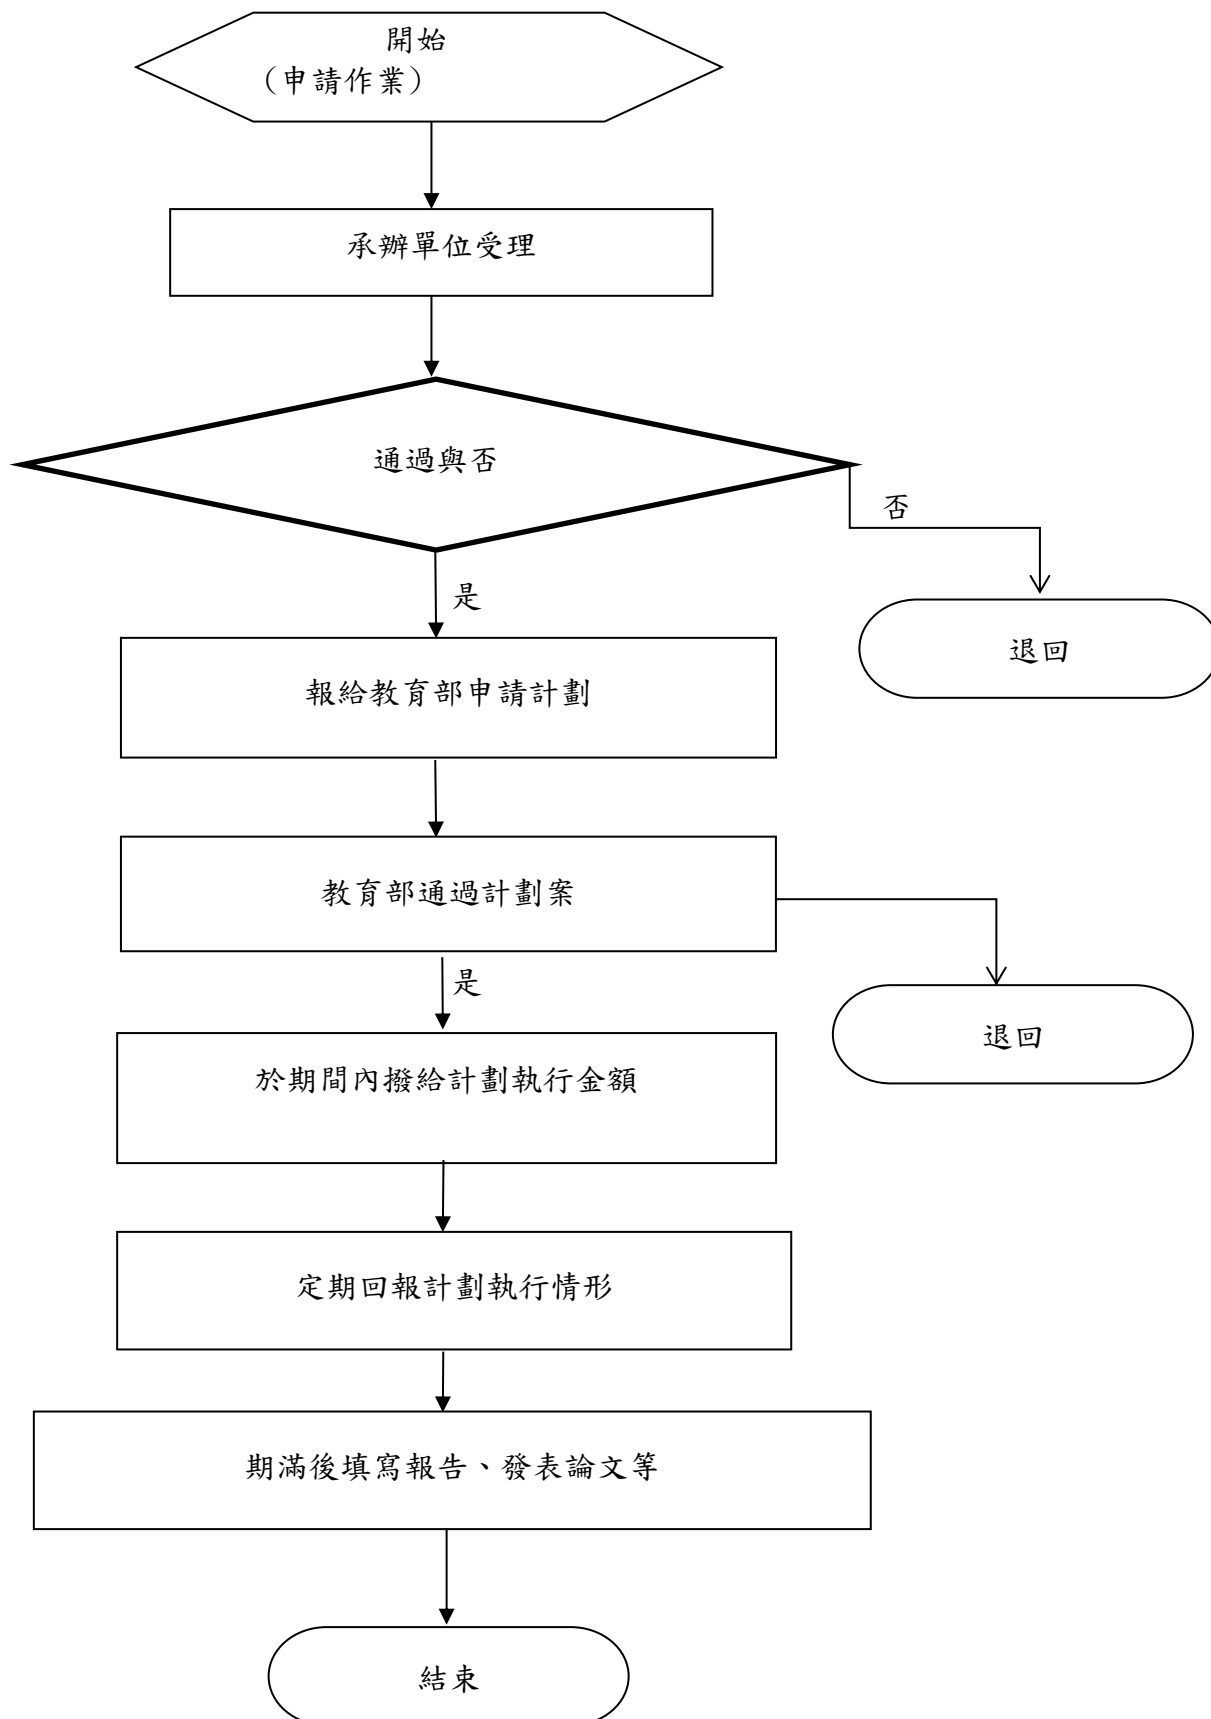 開始
（申請作業）
承辦單位受理
通過與否
否
是
退回
報給教育部申請計劃
教育部通過計劃案
是
退回
於期間內撥給計劃執行金額
定期回報計劃執行情形
期滿後填寫報告、發表論文等
結束